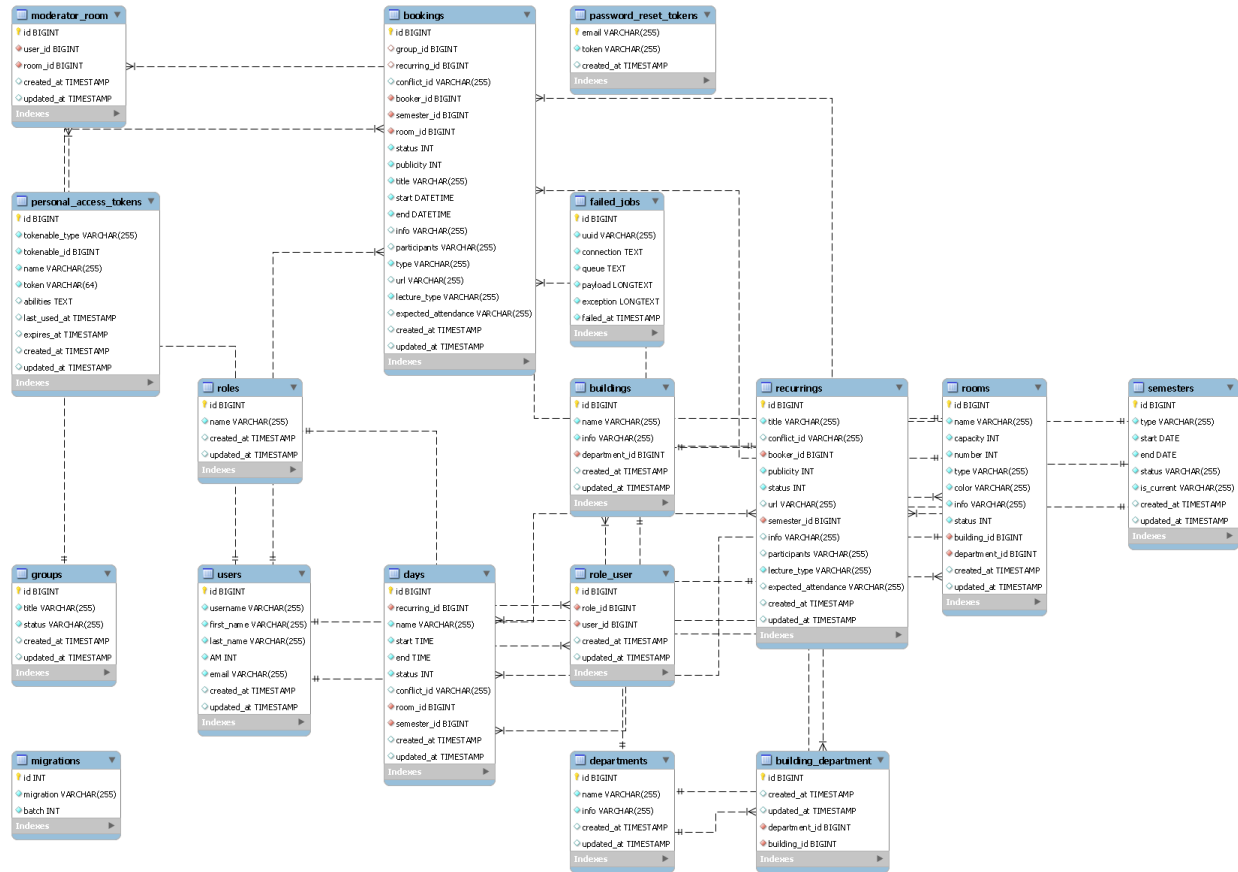 moderator_room
id BIGINT
user_id BIGINT
room_id BIGINT
created_at TIMESTAMP
updated_at TIMESTAMP
Indexes
bookings
id BIGINT
group_id BIGINT
recurring_id BIGINT
conflict_id VARCHAR(255)
booker_id BIGINT
semester_id BIGINT
room_id BIGINT
status INT
publicity INT
title VARCHAR(255)
start DATETIME
end DATETIME
info VARCHAR(255)
participants VARCHAR(255)
type VARCHAR(255)
url VARCHAR(255)
lecture_type VARCHAR(255)
expected_attendance VARCHAR(255)
created_at TIMESTAMP
updated_at TIMESTAMP
Indexes
password_reset_tokens
email VARCHAR(255)
token VARCHAR(255)
created_at TIMESTAMP
Indexes
personal_access_tokens
id BIGINT
tokenable_type VARCHAR(255)
tokenable_id BIGINT
name VARCHAR(255)
token VARCHAR(64)
abilities TEXT
last_used_at TIMESTAMP
expires_at TIMESTAMP
created_at TIMESTAMP
updated_at TIMESTAMP
Indexes
failed_jobs
id BIGINT
uuid VARCHAR(255)
connection TEXT
queue TEXT
payload LONGTEXT
exception LONGTEXT
failed_at TIMESTAMP
Indexes
roles
id BIGINT
name VARCHAR(255)
created_at TIMESTAMP
updated_at TIMESTAMP
Indexes
buildings
id BIGINT
name VARCHAR(255)
info VARCHAR(255)
department_id BIGINT
created_at TIMESTAMP
updated_at TIMESTAMP
Indexes
recurrings
id BIGINT
title VARCHAR(255)
conflict_id VARCHAR(255)
booker_id BIGINT
publicity INT
status INT
url VARCHAR(255)
semester_id BIGINT
info VARCHAR(255)
participants VARCHAR(255)
lecture_type VARCHAR(255)
expected_attendance VARCHAR(255)
created_at TIMESTAMP
updated_at TIMESTAMP
Indexes
rooms
id BIGINT
name VARCHAR(255)
capacity INT
number INT
type VARCHAR(255)
color VARCHAR(255)
info VARCHAR(255)
status INT
building_id BIGINT
department_id BIGINT
created_at TIMESTAMP
updated_at TIMESTAMP
Indexes
semesters
id BIGINT
type VARCHAR(255)
start DATE
end DATE
status VARCHAR(255)
is_current VARCHAR(255)
created_at TIMESTAMP
updated_at TIMESTAMP
Indexes
groups
id BIGINT
title VARCHAR(255)
status VARCHAR(255)
created_at TIMESTAMP
updated_at TIMESTAMP
Indexes
users
id BIGINT
username VARCHAR(255)
first_name VARCHAR(255)
last_name VARCHAR(255)
AM INT
email VARCHAR(255)
created_at TIMESTAMP
updated_at TIMESTAMP
Indexes
days
id BIGINT
recurring_id BIGINT
name VARCHAR(255)
start TIME
end TIME
status INT
conflict_id VARCHAR(255)
room_id BIGINT
semester_id BIGINT
created_at TIMESTAMP
updated_at TIMESTAMP
Indexes
role_user
id BIGINT
role_id BIGINT
user_id BIGINT
created_at TIMESTAMP
updated_at TIMESTAMP
Indexes
migrations
id INT
migration VARCHAR(255)
batch INT
Indexes
departments
id BIGINT
name VARCHAR(255)
info VARCHAR(255)
created_at TIMESTAMP
updated_at TIMESTAMP
Indexes
building_department
id BIGINT
created_at TIMESTAMP
updated_at TIMESTAMP
department_id BIGINT
building_id BIGINT
Indexes